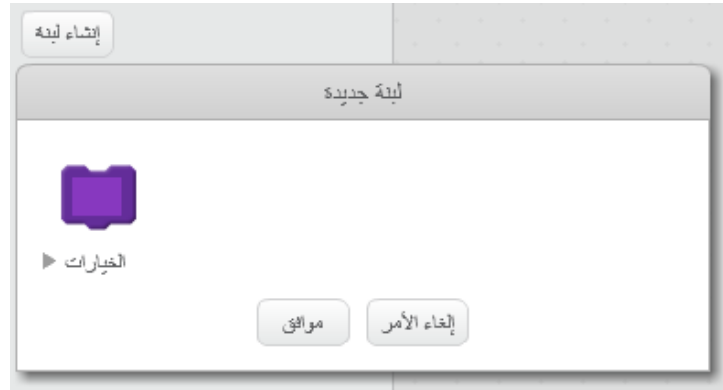 إنشاء لبنة
لبنة جديدة
الخيارات
إلغاء الأمر
موافق